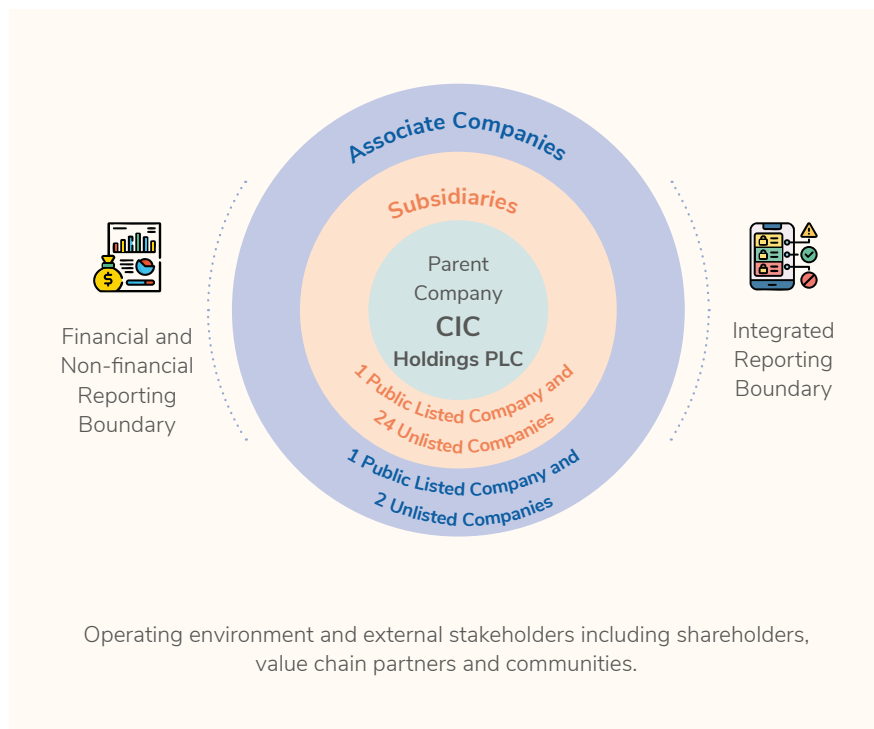 Associate Companies
Subsidiaries
Parent
Company
CIC
Holdings PLC
1 Public Listed Company and
24 Unlisted Companies
1 Public Listed Company and
2 Unlisted Companies
Financial and
Non-financial
Reporting
Boundary
Integrated
Reporting
Boundary
Operating environment and external stakeholders including shareholders,
value chain partners and communities.